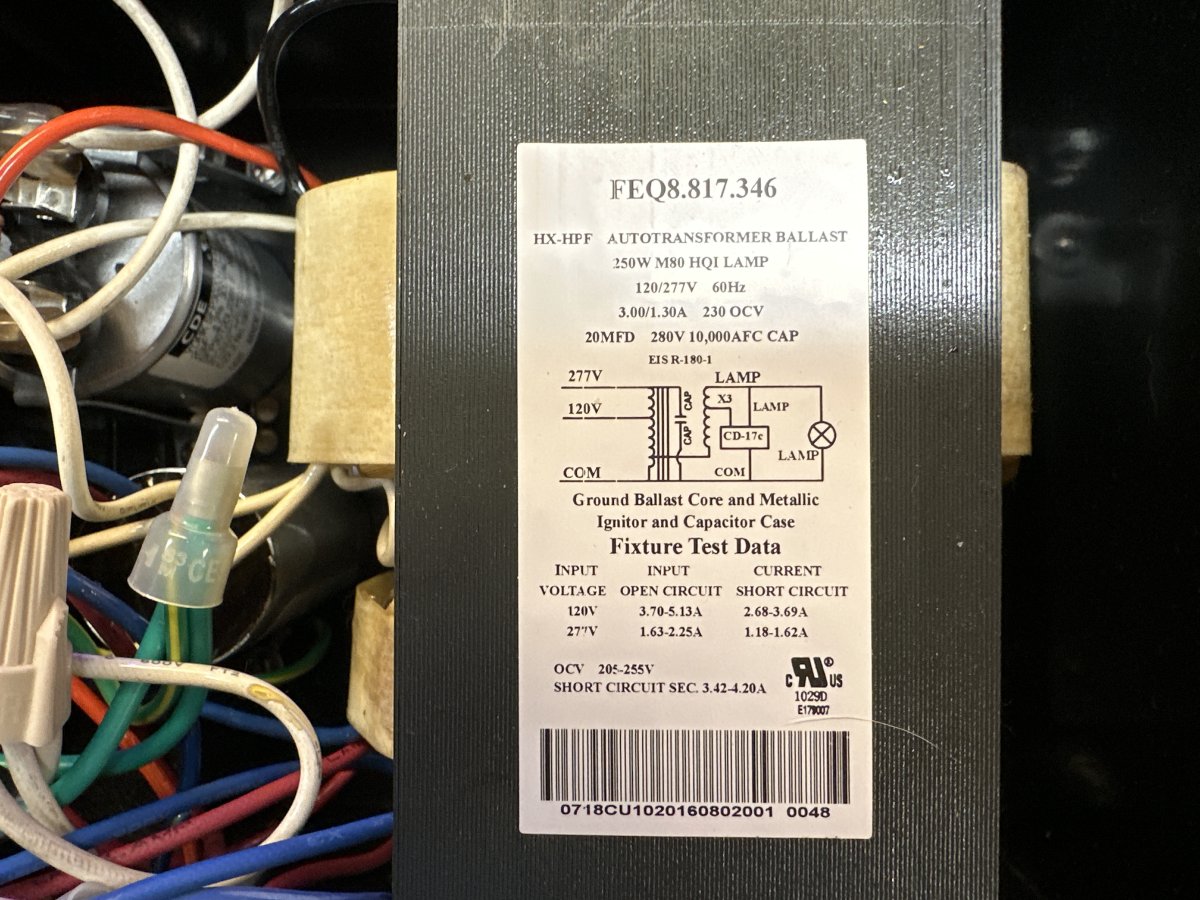 FEQ8.817.346
HX-HPF AUTOTRANSFORMER BALLAST
250W M80 HQI LAMP
120/277V 60Hz
3.00/1.30A 230 OCV
20MFD 280V 10,000AFC CAP
EIS R-180-1
277V
LAMP
120V
CAP
CAP
X3
LAMP
CD-17c
LAMP
COM
COM
Ground Ballast Core and Metallic
Ignitor and Capacitor Case
Fixture Test Data
INPUT INPUT CURRENT
VOLTAGE OPEN CIRCUIT SHORT CIRCUIT
120V 3.70-5.13A 2.68-3.69A
277V 1.63-2.25A 1.18-1.62A
OCV 205-255V
SHORT CIRCUIT SEC. 3.42-4.20A
C RU ® US
1029D
E179007
0718CU1020160802001 0048
CDE